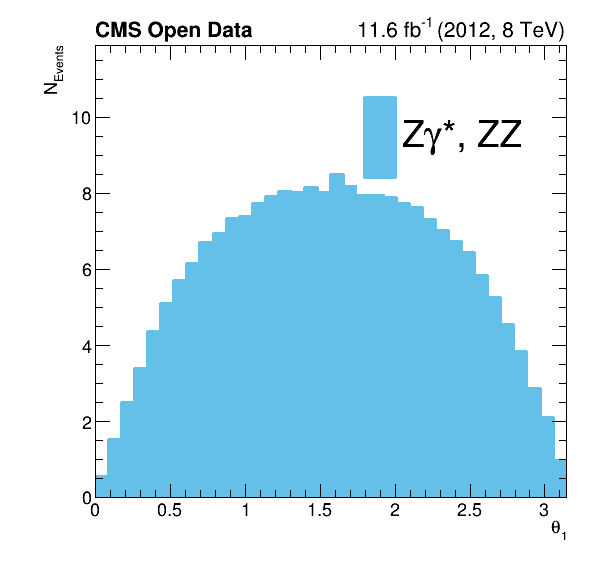 CMS Open Data 11.6 fb⁻¹ (2012, 8 TeV)
N_Events
10
8
6
4
2
0
Zγ*, ZZ
0 0.5 1 1.5 2 2.5 3
θ₁